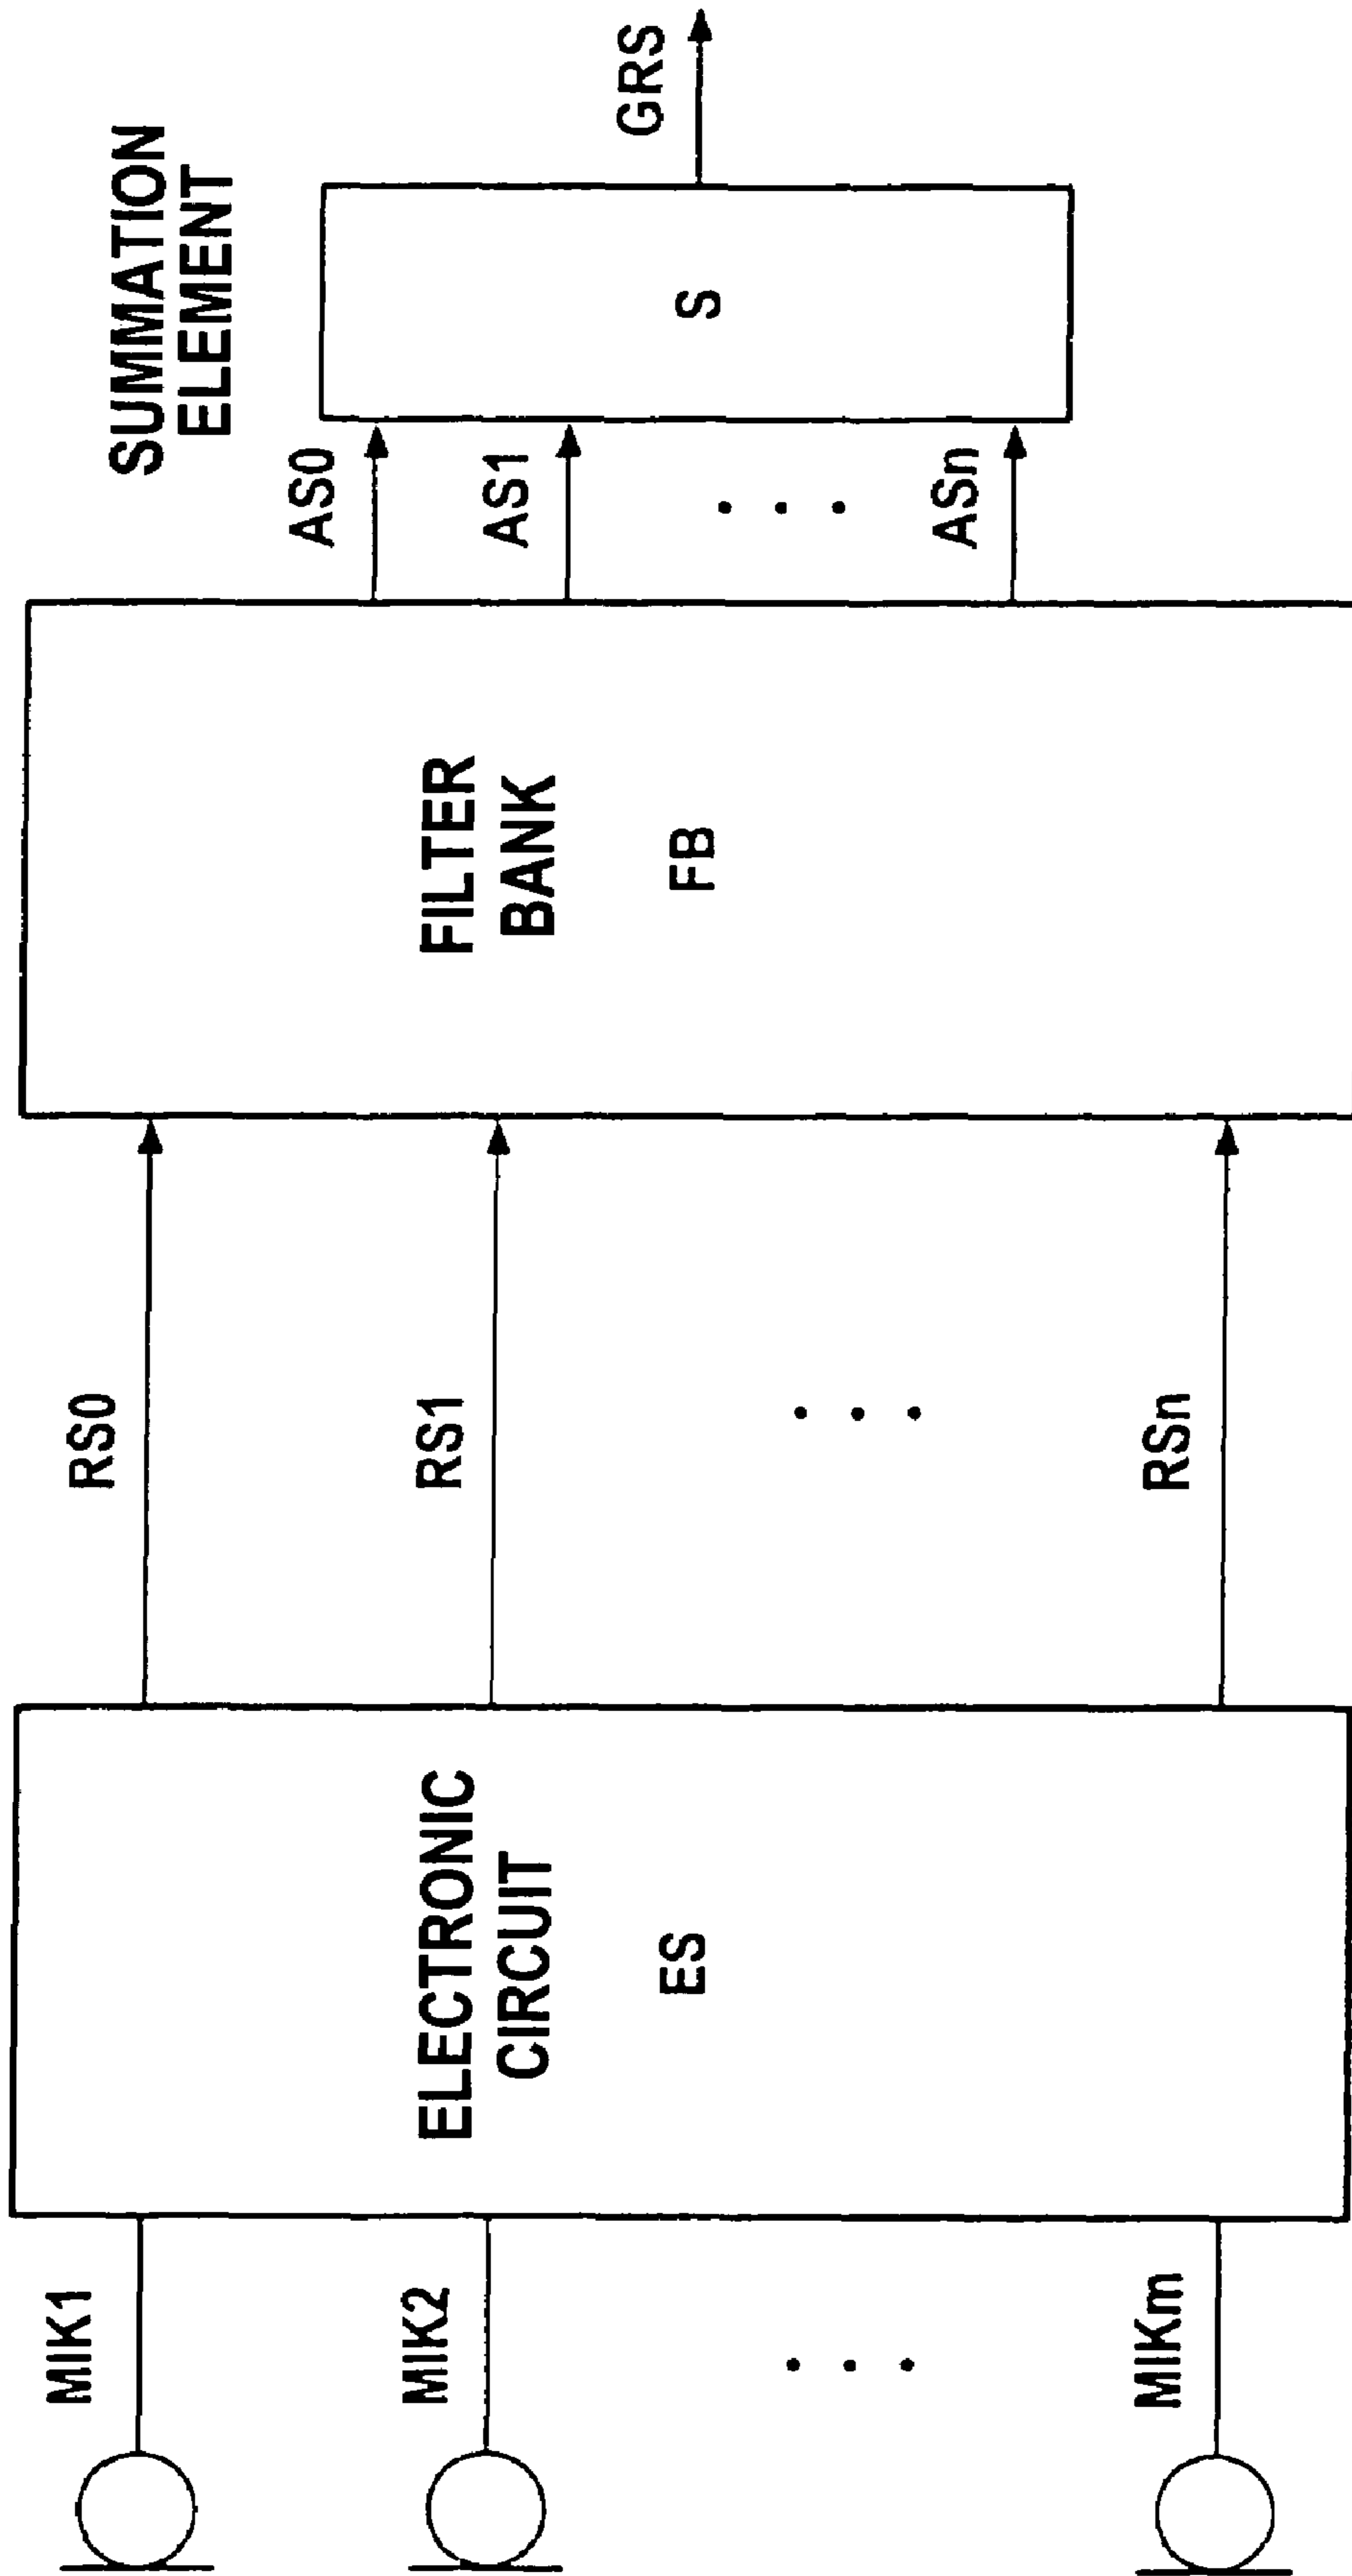 MIK1
MIK2
MIKm
ELECTRONIC
CIRCUIT
ES
RS0
RS1
RSn
FILTER
BANK
FB
AS0
AS1
ASn
SUMMATION
ELEMENT
S
GRS